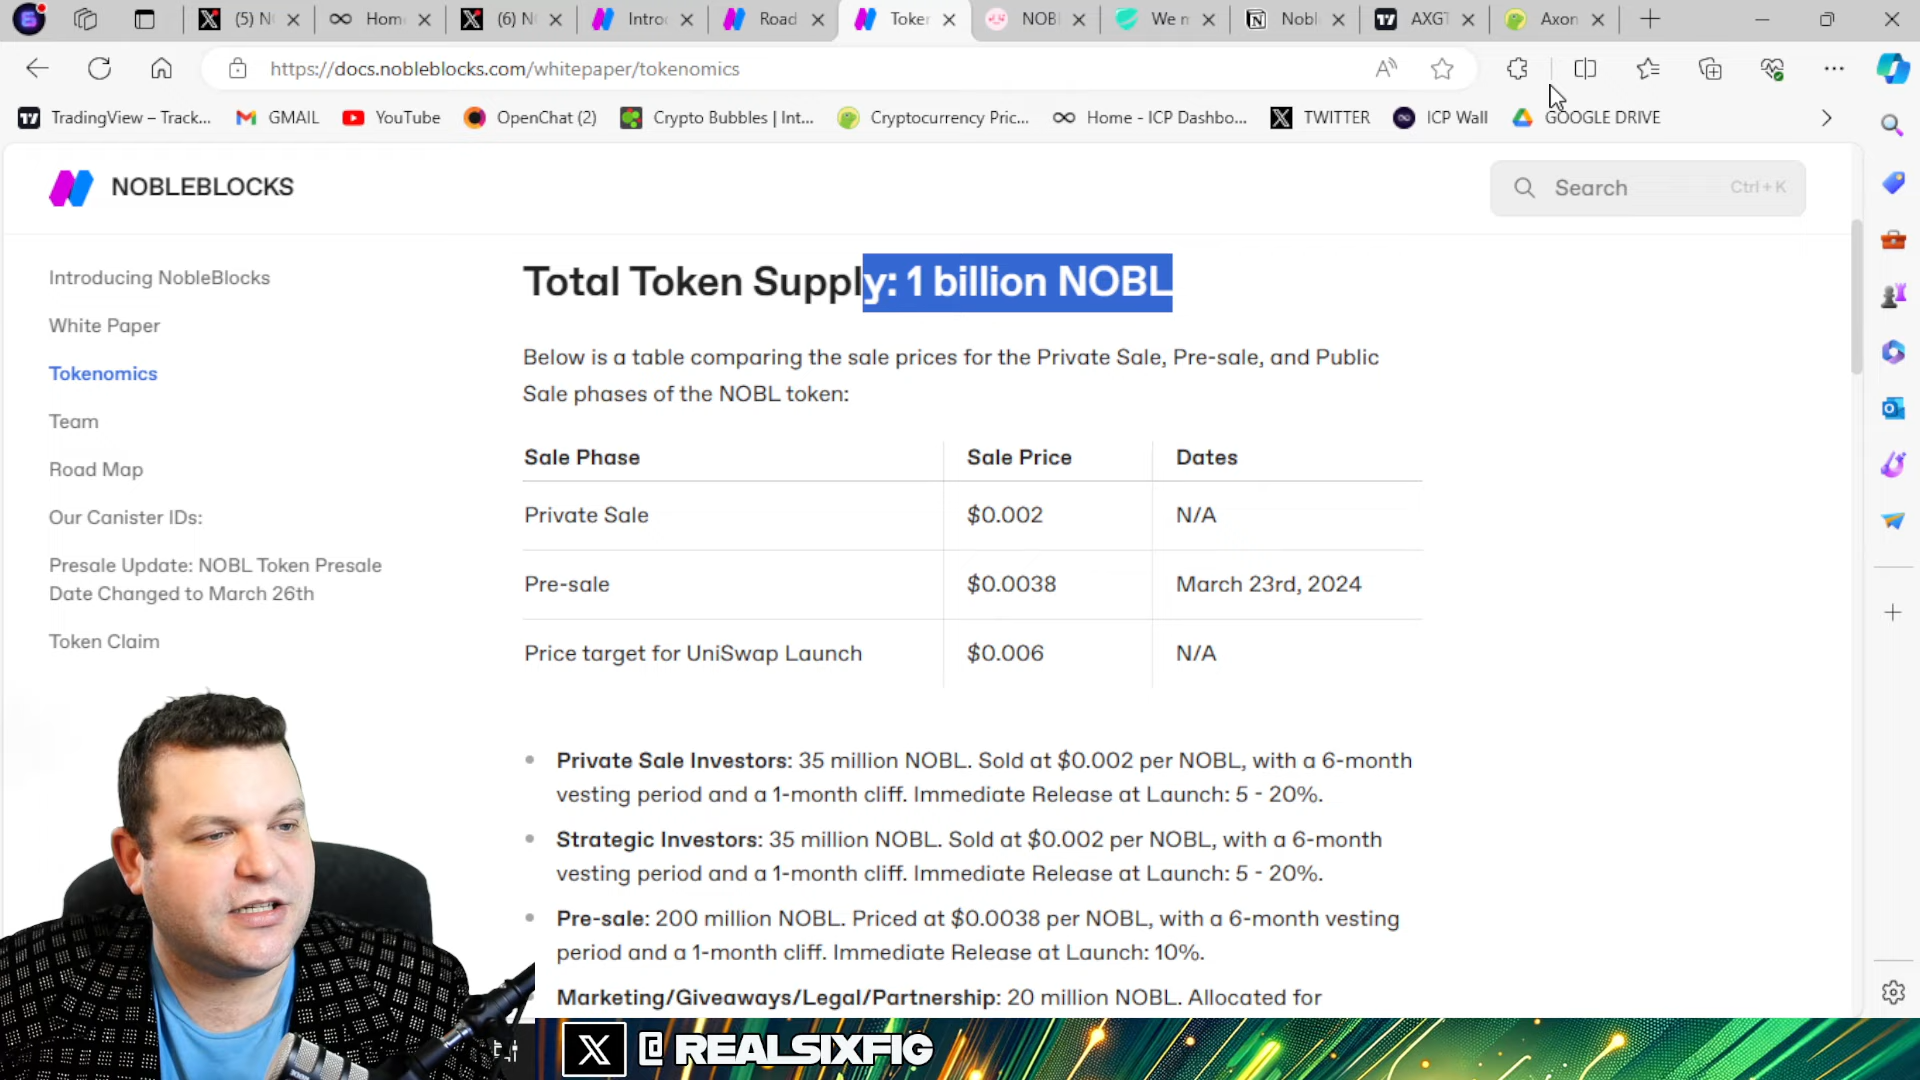 (5) N
Hom
(6) N
Intro
Road
Toker
NOBI
We n
Nobl
AXGT
Axon
https://docs.nobleblocks.com/whitepaper/tokenomics
TradingView – Track...
GMAIL
YouTube
OpenChat (2)
Crypto Bubbles | Int...
Cryptocurrency Pric...
Home - ICP Dashbo...
TWITTER
ICP Wall
GOOGLE DRIVE
NOBLEBLOCKS
Search
Ctrl + K
Introducing NobleBlocks
White Paper
Tokenomics
Team
Road Map
Our Canister IDs:
Presale Update: NOBL Token Presale
Date Changed to March 26th
Token Claim
Total Token Supply: 1 billion NOBL
Below is a table comparing the sale prices for the Private Sale, Pre-sale, and Public
Sale phases of the NOBL token:
Sale Phase Sale Price Dates
Private Sale $0.002 N/A
Pre-sale $0.0038 March 23rd, 2024
Price target for UniSwap Launch $0.006 N/A
Private Sale Investors: 35 million NOBL. Sold at $0.002 per NOBL, with a 6-month
vesting period and a 1-month cliff. Immediate Release at Launch: 5 - 20%.
Strategic Investors: 35 million NOBL. Sold at $0.002 per NOBL, with a 6-month
vesting period and a 1-month cliff. Immediate Release at Launch: 5 - 20%.
Pre-sale: 200 million NOBL. Priced at $0.0038 per NOBL, with a 6-month vesting
period and a 1-month cliff. Immediate Release at Launch: 10%.
Marketing/Giveaways/Legal/Partnership: 20 million NOBL. Allocated for
X @REALSIXFIG